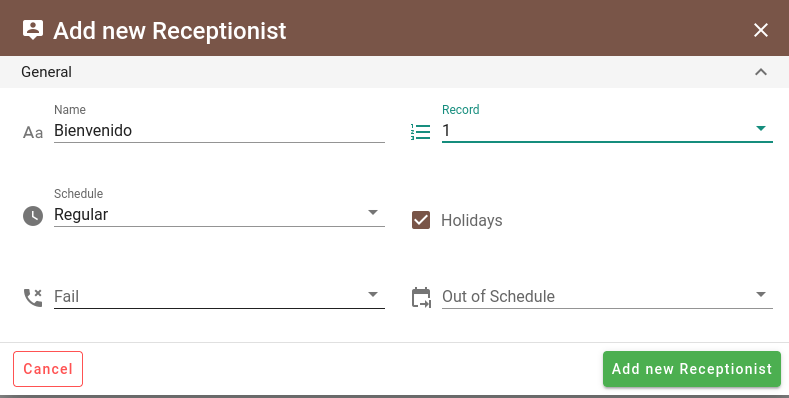 Add new Receptionist
General
Name
Aa Bienvenido
Record
1
Schedule
Regular
Holidays
Fail
Out of Schedule
Cancel
Add new Receptionist